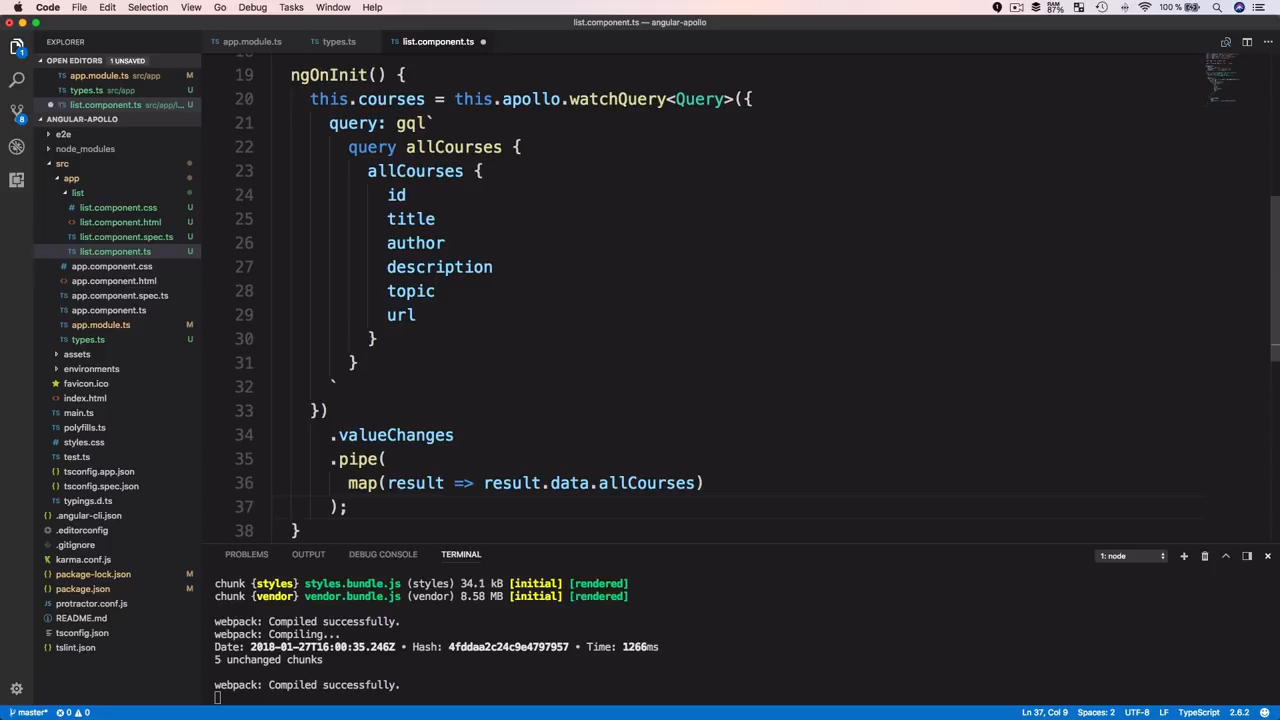 Code File Edit Selection View Go Debug Tasks Window Help
RAM 87% 100 %
list.component.ts — angular-apollo
EXPLORER
OPEN EDITORS 1 UNSAVED
app.module.ts src/app M
types.ts src/app U
list.component.ts src/app/l... U
ANGULAR-APOLLO
e2e
node_modules
src
app
list
list.component.css U
list.component.html U
list.component.spec.ts U
list.component.ts U
app.component.css
app.component.html
app.component.spec.ts
app.component.ts
app.module.ts M
types.ts U
assets
environments
favicon.ico
index.html
main.ts
polyfills.ts
styles.css
test.ts
tsconfig.app.json
tsconfig.spec.json
typings.d.ts
.angular-cli.json
.editorconfig
.gitignore
karma.conf.js
package-lock.json M
package.json M
protractor.conf.js
README.md
tsconfig.json
tslint.json
1
8
app.module.ts types.ts list.component.ts
18
19 ngOnInit() {
20 this.courses = this.apollo.watchQuery<Query>({
21 query: gql`
22 query allCourses {
23 allCourses {
24 id
25 title
26 author
27 description
28 topic
29 url
30 }
31 }
32 `
33 })
34 .valueChanges
35 .pipe(
36 map(result => result.data.allCourses)
37 );
38 }
PROBLEMS OUTPUT DEBUG CONSOLE TERMINAL 1: node
chunk {styles} styles.bundle.js (styles) 34.1 kB [initial] [rendered]
chunk {vendor} vendor.bundle.js (vendor) 8.58 MB [initial] [rendered]
webpack: Compiled successfully.
webpack: Compiling...
Date: 2018-01-27T16:00:35.246Z • Hash: 4fddaa2c24c9e4797957 • Time: 1266ms
5 unchanged chunks
webpack: Compiled successfully.
master* 0 0 Ln 37, Col 9 Spaces: 2 UTF-8 LF TypeScript 2.6.2